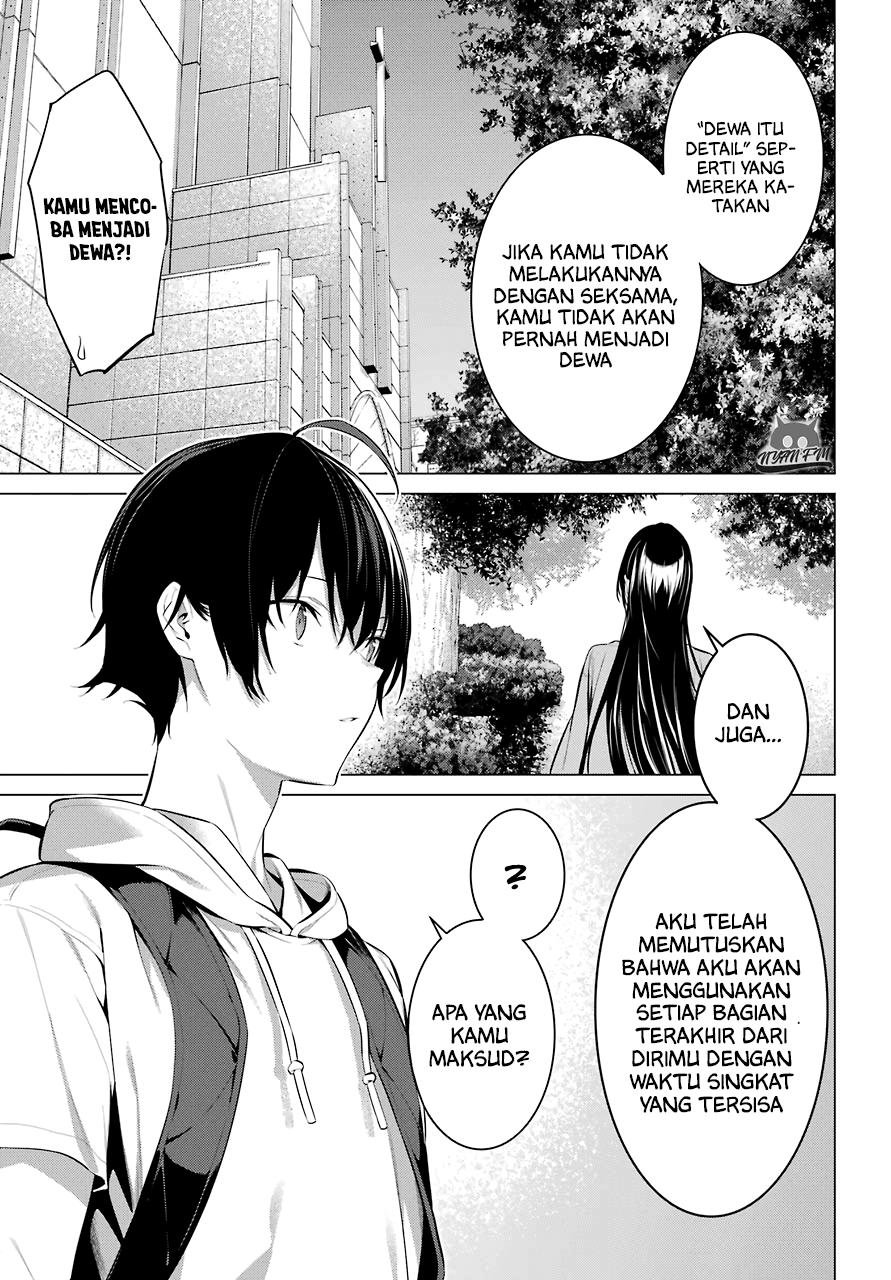 "DEWA ITU
DETAIL" SEP-
ERTI YANG
MEREKA KA-
TAKAN
JIKA KAMU TIDAK
MELAKUKANNYA
DENGAN SEKSAMA,
KAMU TIDAK AKAN
PERNAH MENJADI
DEWA
KAMU MENCO-
BA MENJADI
DEWA?!
NYAN FM
DAN
JUGA...
AKU TELAH
MEMUTUSKAN
BAHWA AKU AKAN
MENGGUNAKAN
SETIAP BAGIAN
TERAKHIR DARI
DIRIMU DENGAN
WAKTU SINGKAT
YANG TERSISA
?
APA YANG
KAMU
MAKSUD?